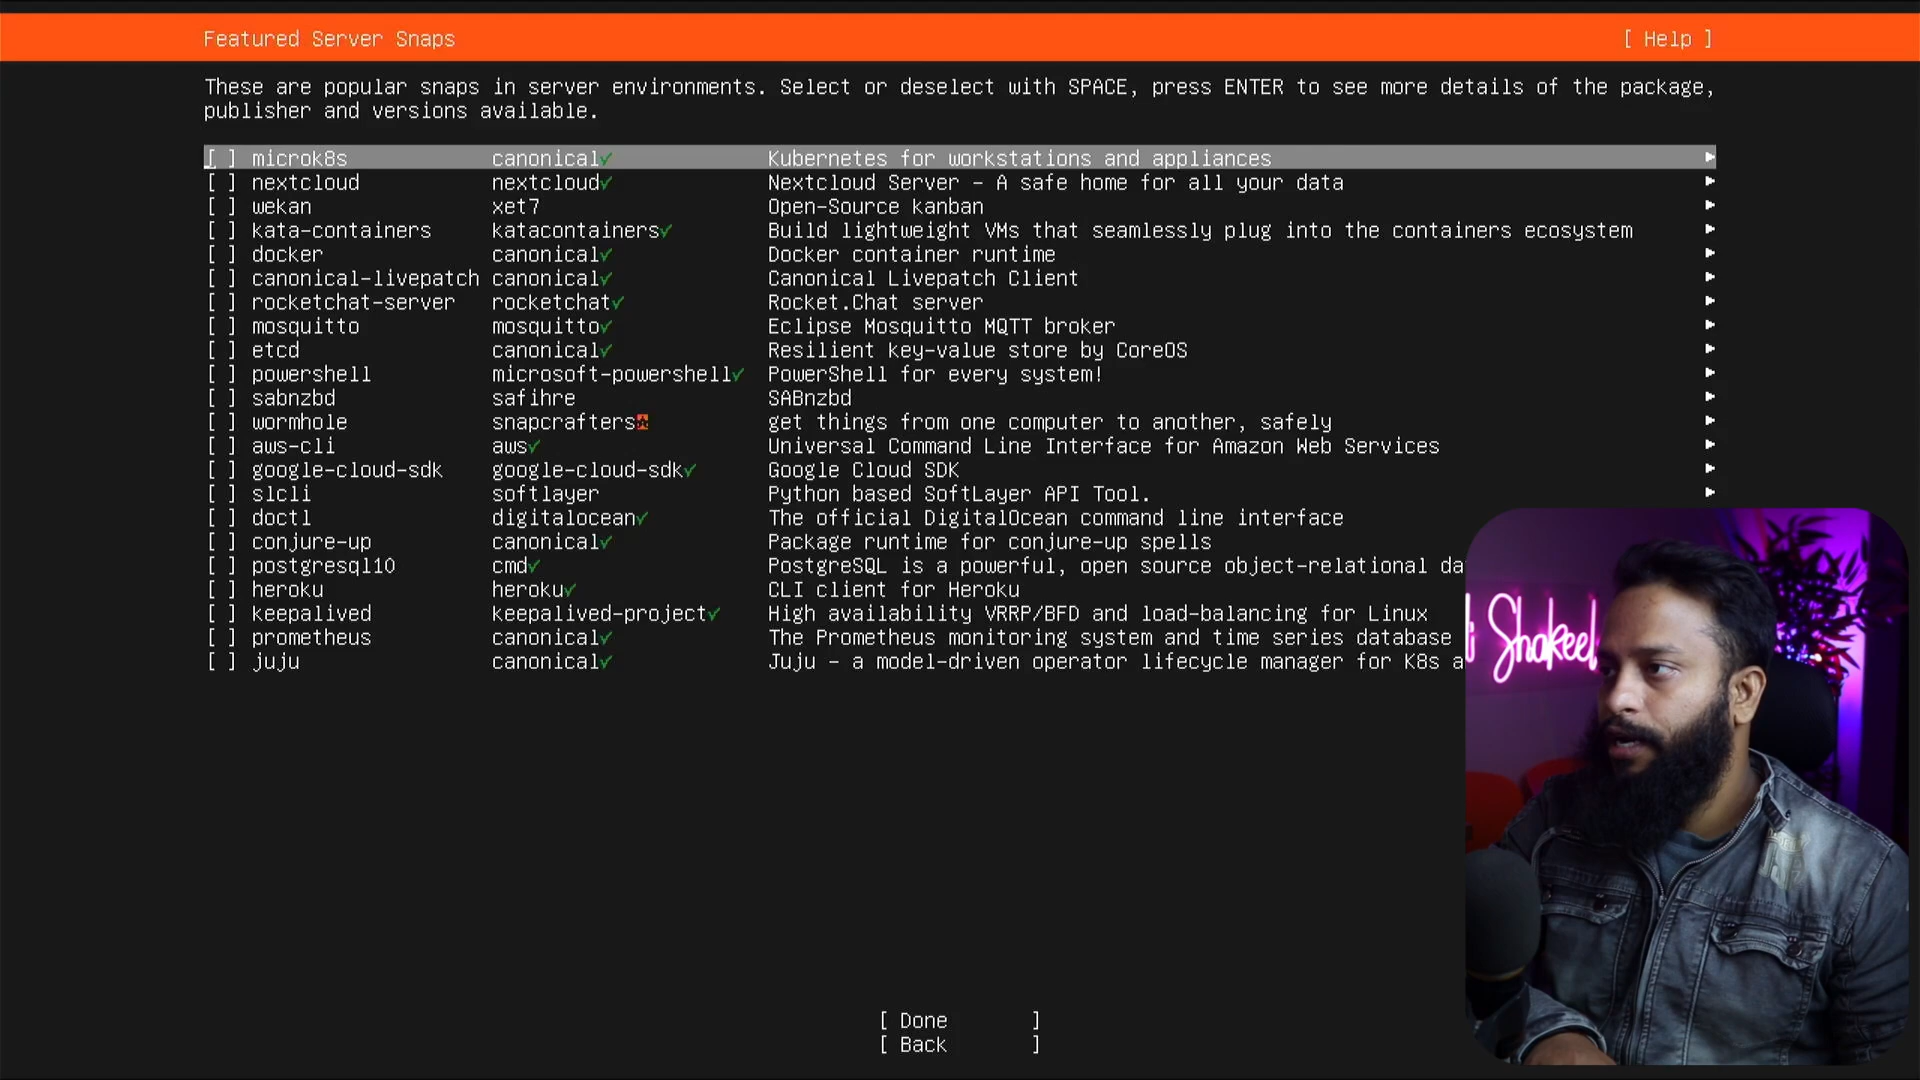 Featured Server Snaps [ Help ]
These are popular snaps in server environments. Select or deselect with SPACE, press ENTER to see more details of the package,
publisher and versions available.
[ ] microk8s canonical✓ Kubernetes for workstations and appliances ▸
[ ] nextcloud nextcloud✓ Nextcloud Server - A safe home for all your data ▸
[ ] wekan xet7 Open-Source kanban ▸
[ ] kata-containers katacontainers✓ Build lightweight VMs that seamlessly plug into the containers ecosystem ▸
[ ] docker canonical✓ Docker container runtime ▸
[ ] canonical-livepatch canonical✓ Canonical Livepatch Client ▸
[ ] rocketchat-server rocketchat✓ Rocket.Chat server ▸
[ ] mosquitto mosquitto✓ Eclipse Mosquitto MQTT broker ▸
[ ] etcd canonical✓ Resilient key-value store by CoreOS ▸
[ ] powershell microsoft-powershell✓ PowerShell for every system! ▸
[ ] sabnzbd safihre SABnzbd ▸
[ ] wormhole snapcrafters get things from one computer to another, safely ▸
[ ] aws-cli aws✓ Universal Command Line Interface for Amazon Web Services ▸
[ ] google-cloud-sdk google-cloud-sdk✓ Google Cloud SDK ▸
[ ] slcli softlayer Python based SoftLayer API Tool. ▸
[ ] doctl digitalocean✓ The official DigitalOcean command line interface
[ ] conjure-up canonical✓ Package runtime for conjure-up spells
[ ] postgresql10 cmd✓ PostgreSQL is a powerful, open source object-relational da
[ ] heroku heroku✓ CLI client for Heroku
[ ] keepalived keepalived-project✓ High availability VRRP/BFD and load-balancing for Linux
[ ] prometheus canonical✓ The Prometheus monitoring system and time series database
[ ] juju canonical✓ Juju - a model-driven operator lifecycle manager for K8s a
Shakeel
[ Done ]
[ Back ]